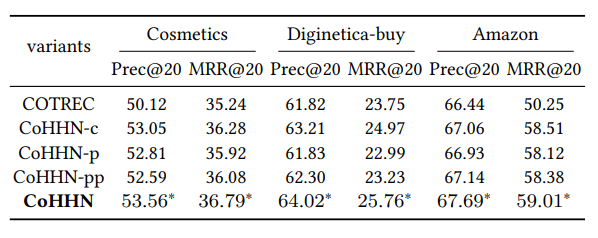 variants Cosmetics Diginetica-buy Amazon
Prec@20 MRR@20 Prec@20 MRR@20 Prec@20 MRR@20
COTREC 50.12 35.24 61.82 23.75 66.44 50.25
CoHHN-c 53.05 36.28 63.21 24.97 67.06 58.51
CoHHN-p 52.81 35.92 61.83 22.99 66.93 58.12
CoHHN-pp 52.59 36.08 62.30 23.23 67.14 58.38
CoHHN 53.56* 36.79* 64.02* 25.76* 67.69* 59.01*